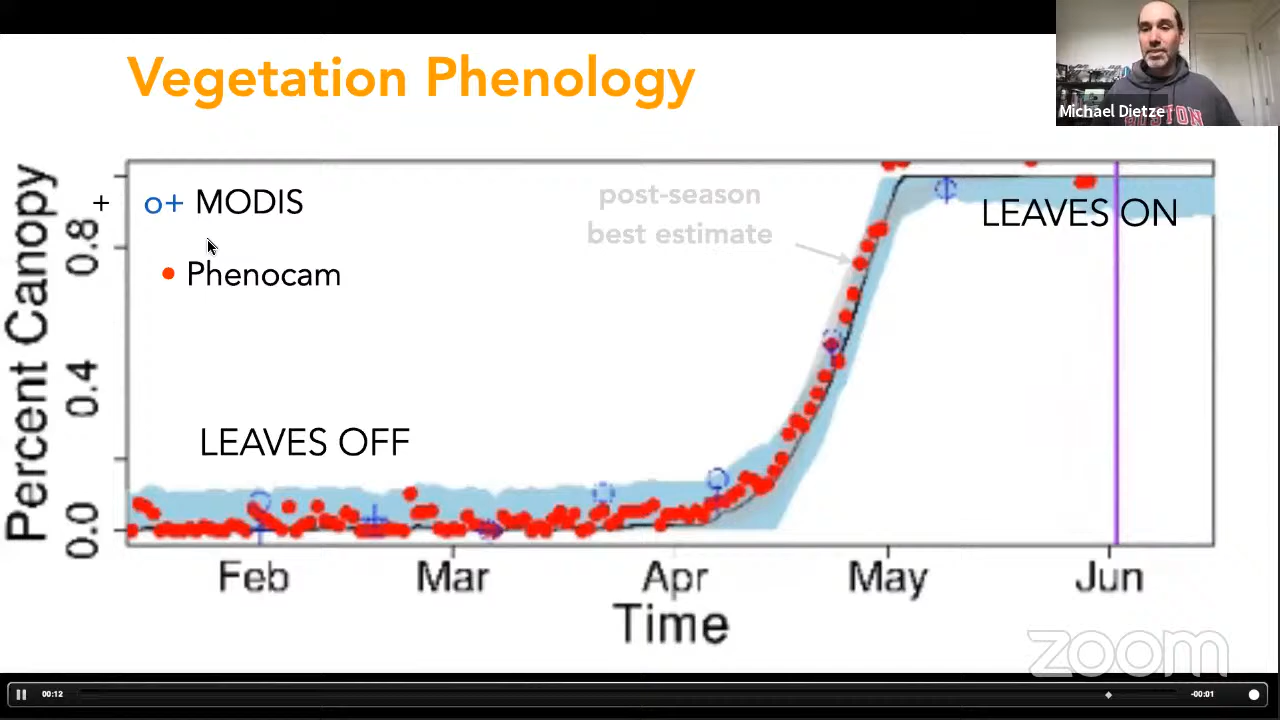 Vegetation Phenology
Michael Dietze
Percent Canopy
0.8
0.4
0.0
+ o+ MODIS
Phenocam
post-season
best estimate
LEAVES ON
LEAVES OFF
Feb Mar Apr May Jun
Time
zoom
00:12 -00:01